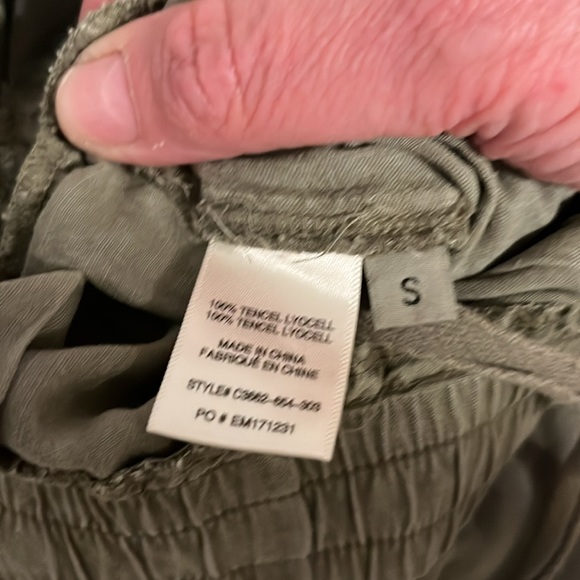 100% TENCEL LYOCELL
100% TENCEL LYOCELL
MADE IN CHINA
FABRIQUÉ EN CHINE
STYLE# C3662-664-303
PO # EM171231
S